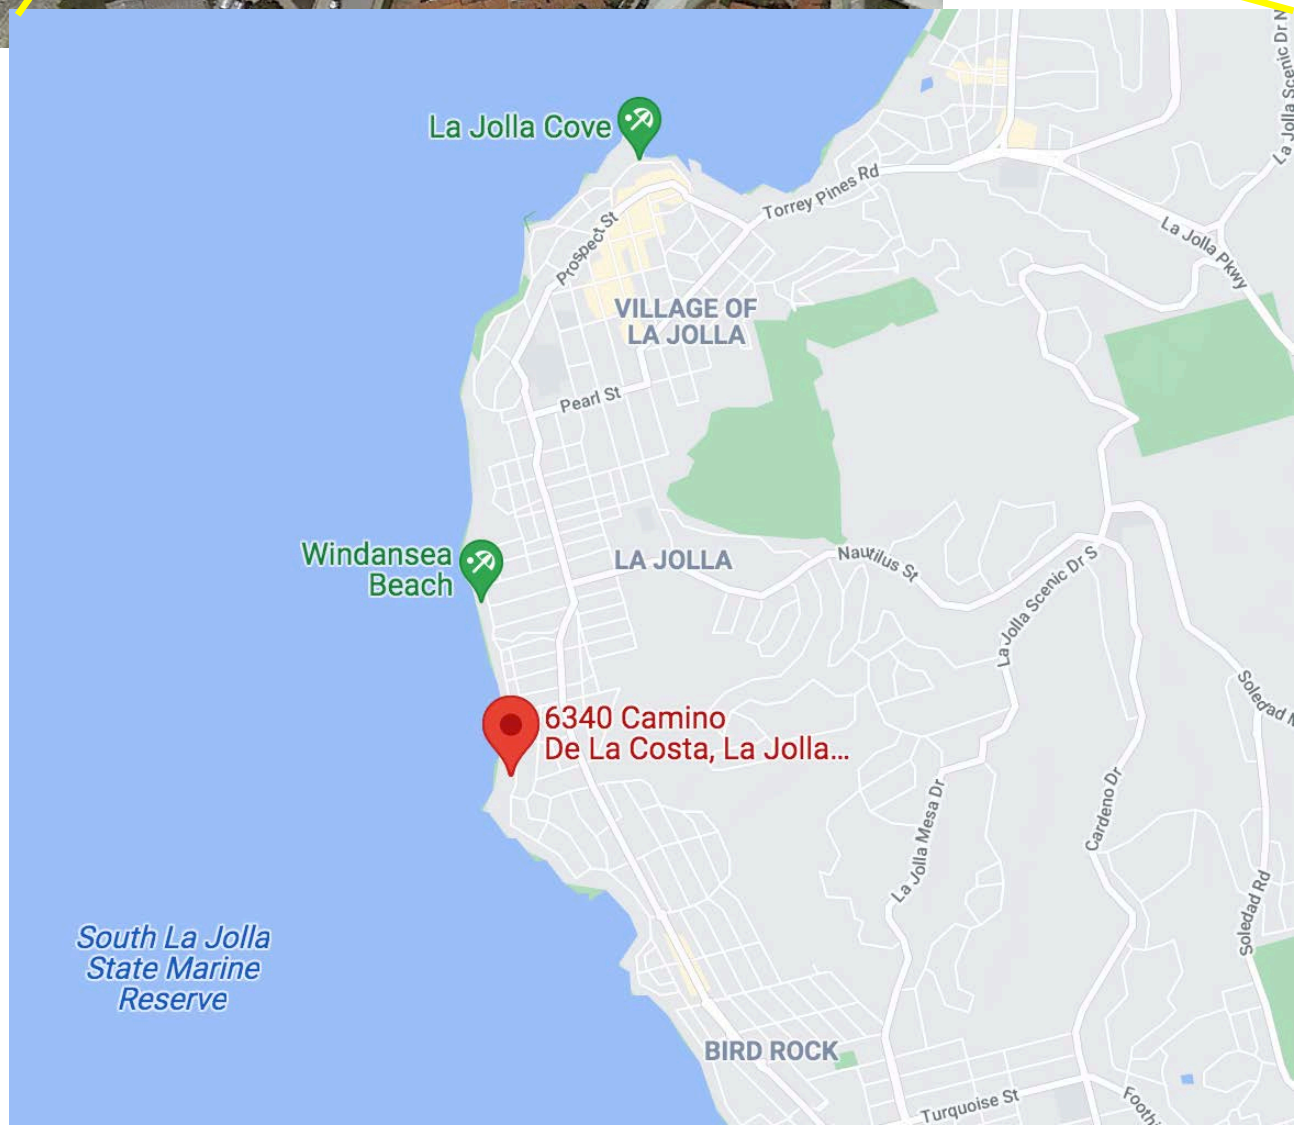 La Jolla Scenic Dr N
La Jolla Cove
Torrey Pines Rd
Prospect St
La Jolla Pkwy
VILLAGE OF
LA JOLLA
Pearl St
Windansea
Beach
LA JOLLA
Nautilus St
La Jolla Scenic Dr S
Soledad
6340 Camino
De La Costa, La Jolla...
La Jolla Mesa Dr
Cardeno Dr
Soledad Rd
South La Jolla
State Marine
Reserve
BIRD ROCK
Turquoise St
Foothi